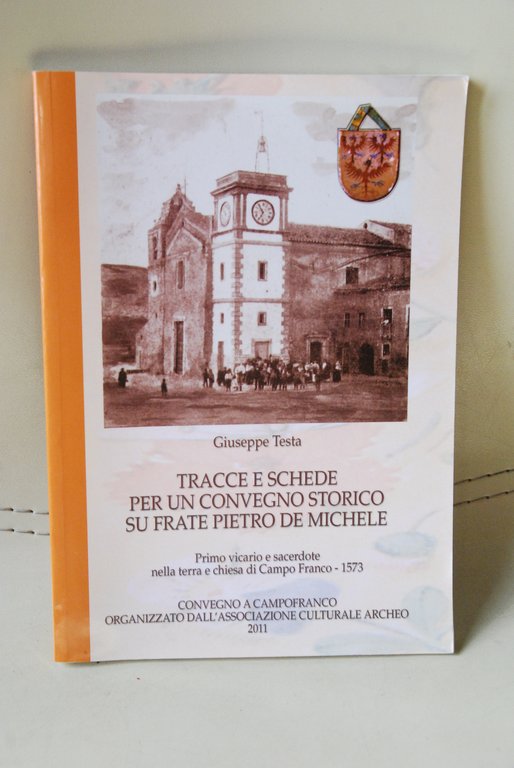 Giuseppe Testa
TRACCE E SCHEDE
PER UN CONVEGNO STORICO
SU FRATE PIETRO DE MICHELE
Primo vicario e sacerdote
nella terra e chiesa di Campo Franco - 1573
CONVEGNO A CAMPOFRANCO
ORGANIZZATO DALL'ASSOCIAZIONE CULTURALE ARCHEO
2011